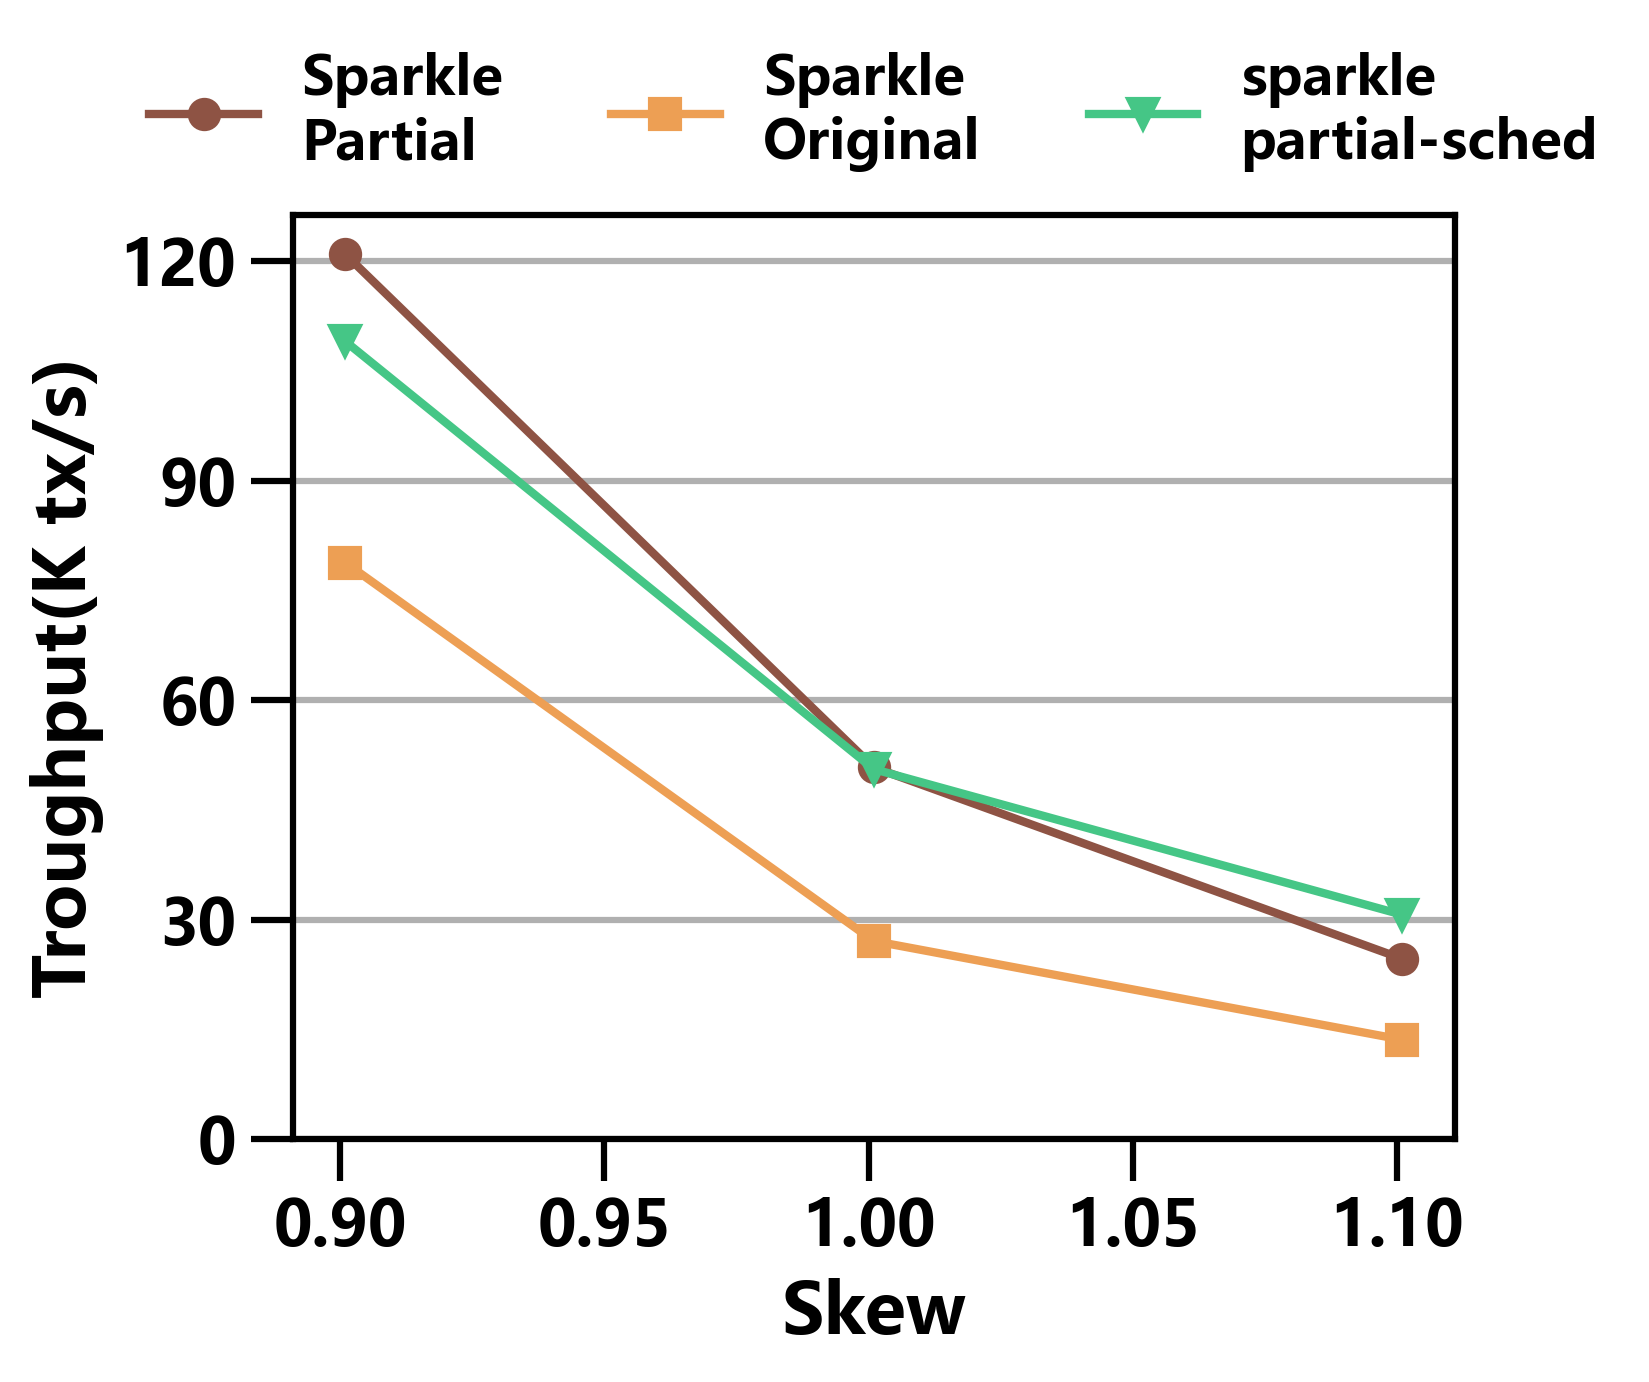 Sparkle
Partial
Sparkle
Original
sparkle
partial-sched
Troughput(K tx/s)
120
90
60
30
0
0.90
0.95
1.00
1.05
1.10
Skew